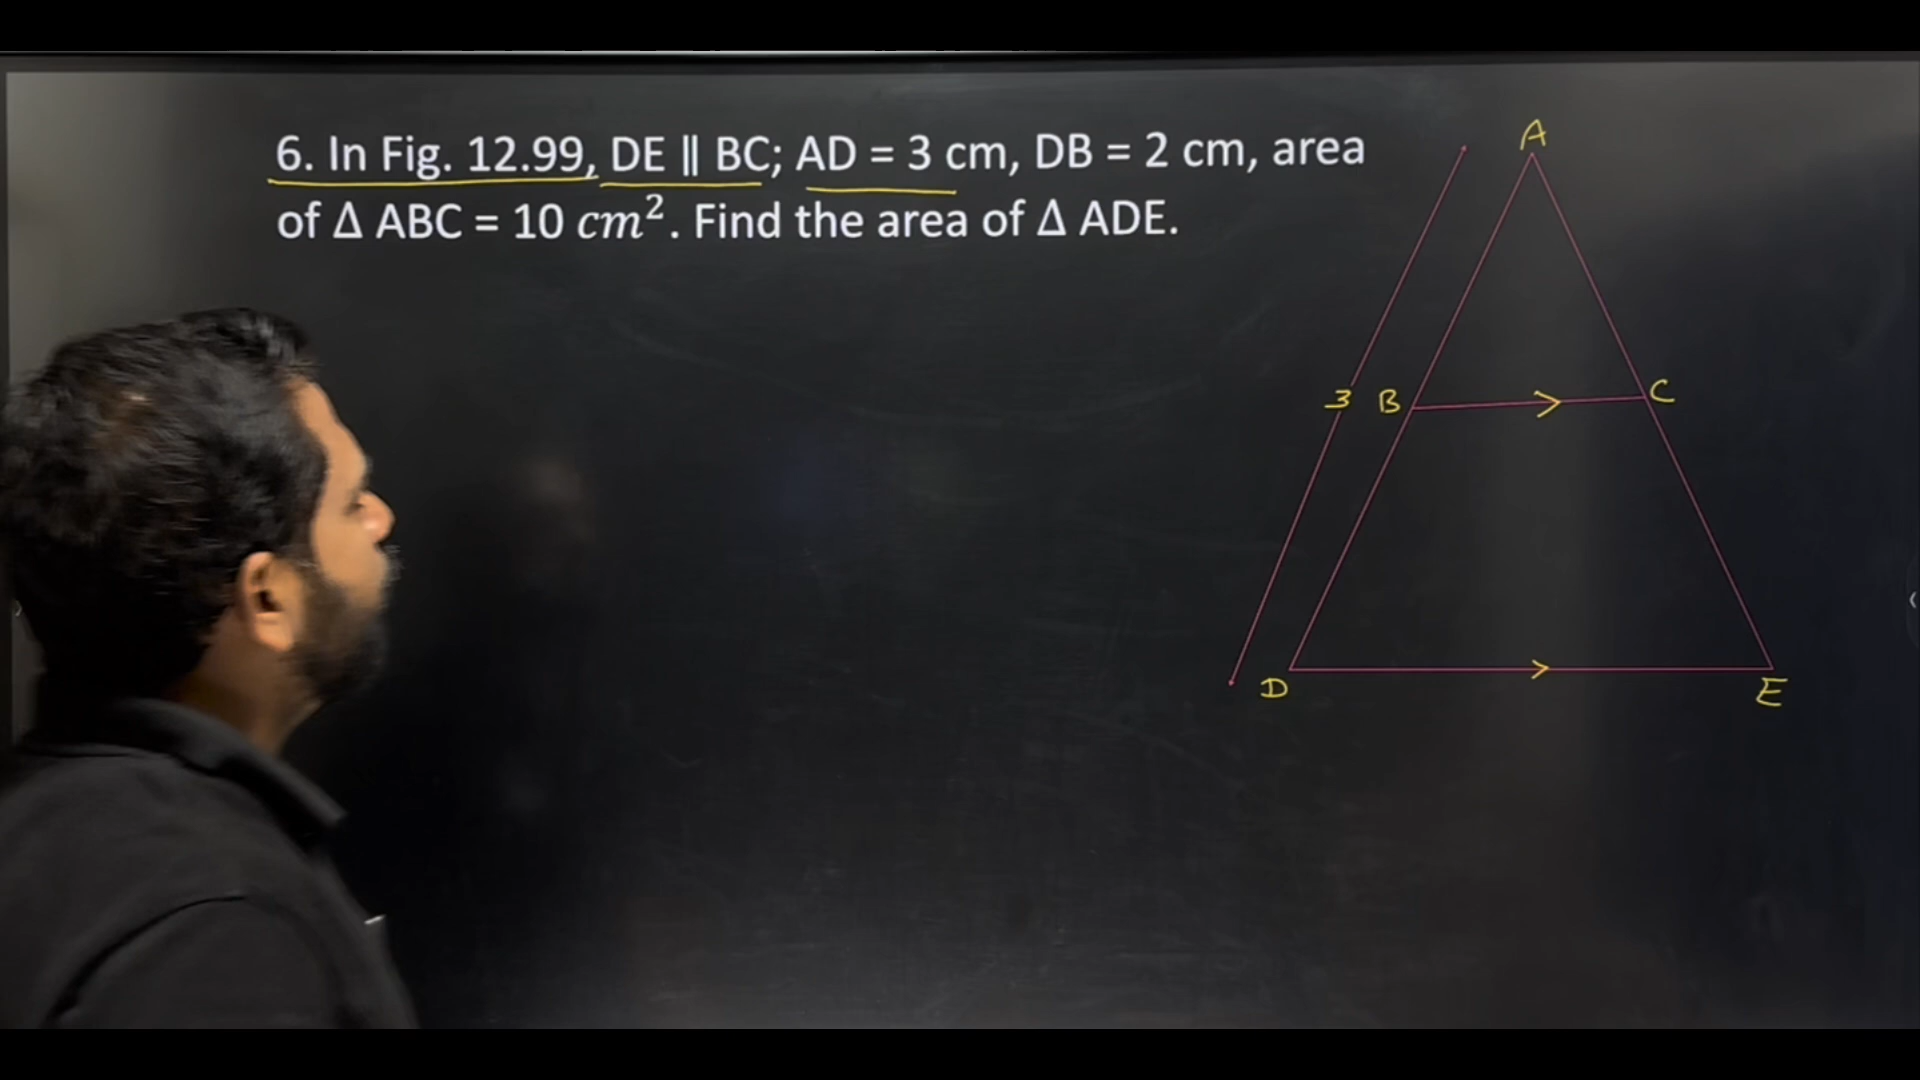 6. In Fig. 12.99, DE ∥ BC; AD = 3 cm, DB = 2 cm, area
of Δ ABC = 10 cm². Find the area of Δ ADE.
A
3 B C
D E